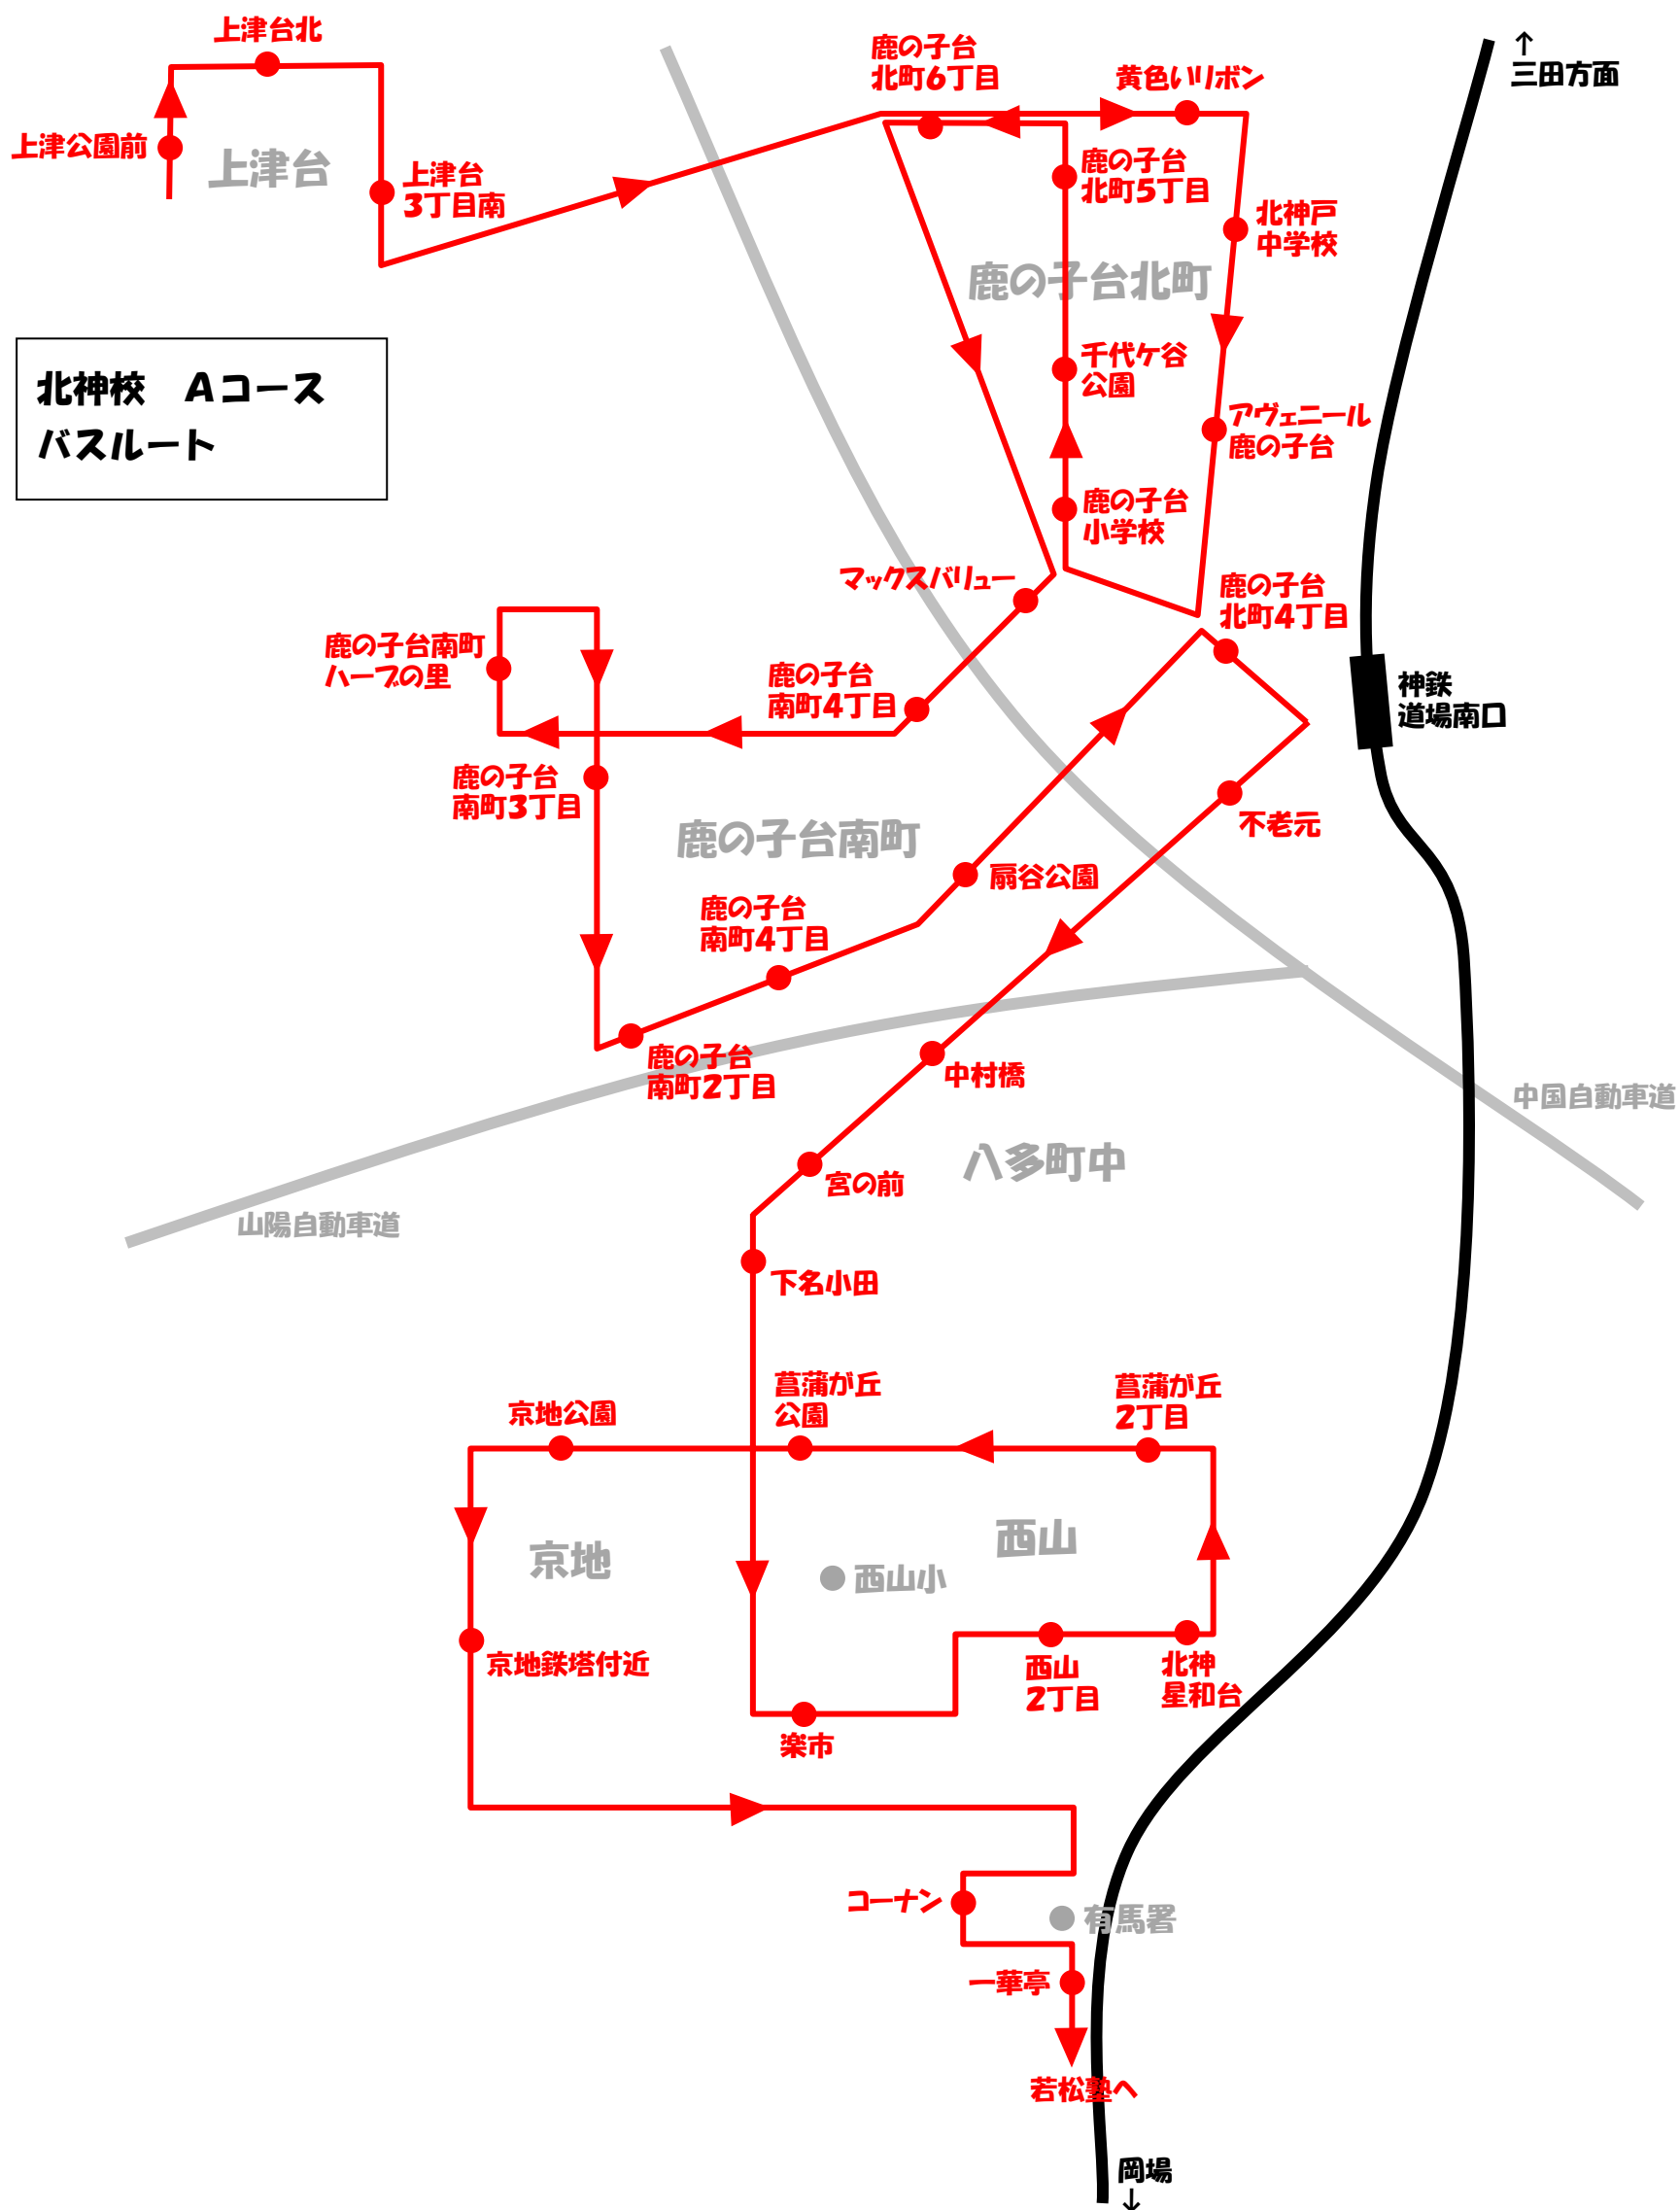 上津台北
上津公園前
上津台
上津台
3丁目南
鹿の子台
北町6丁目
黄色いリボン
↑
三田方面
鹿の子台
北町5丁目
北神戸
中学校
鹿の子台北町
北神校　Aコース
バスルート
千代ケ谷
公園
アヴェニール
鹿の子台
鹿の子台
小学校
マックスバリュー
鹿の子台
北町4丁目
鹿の子台南町
ハーブの里
鹿の子台
南町4丁目
神鉄
道場南口
鹿の子台
南町3丁目
鹿の子台南町
不老元
扇谷公園
鹿の子台
南町4丁目
鹿の子台
南町2丁目
中村橋
中国自動車道
八多町中
宮の前
山陽自動車道
下名小田
京地公園
菖蒲が丘
公園
菖蒲が丘
2丁目
京地
西山
西山小
京地鉄塔付近
西山
2丁目
北神
星和台
楽市
コーナン
有馬署
一華亭
若松塾へ
岡場
↓